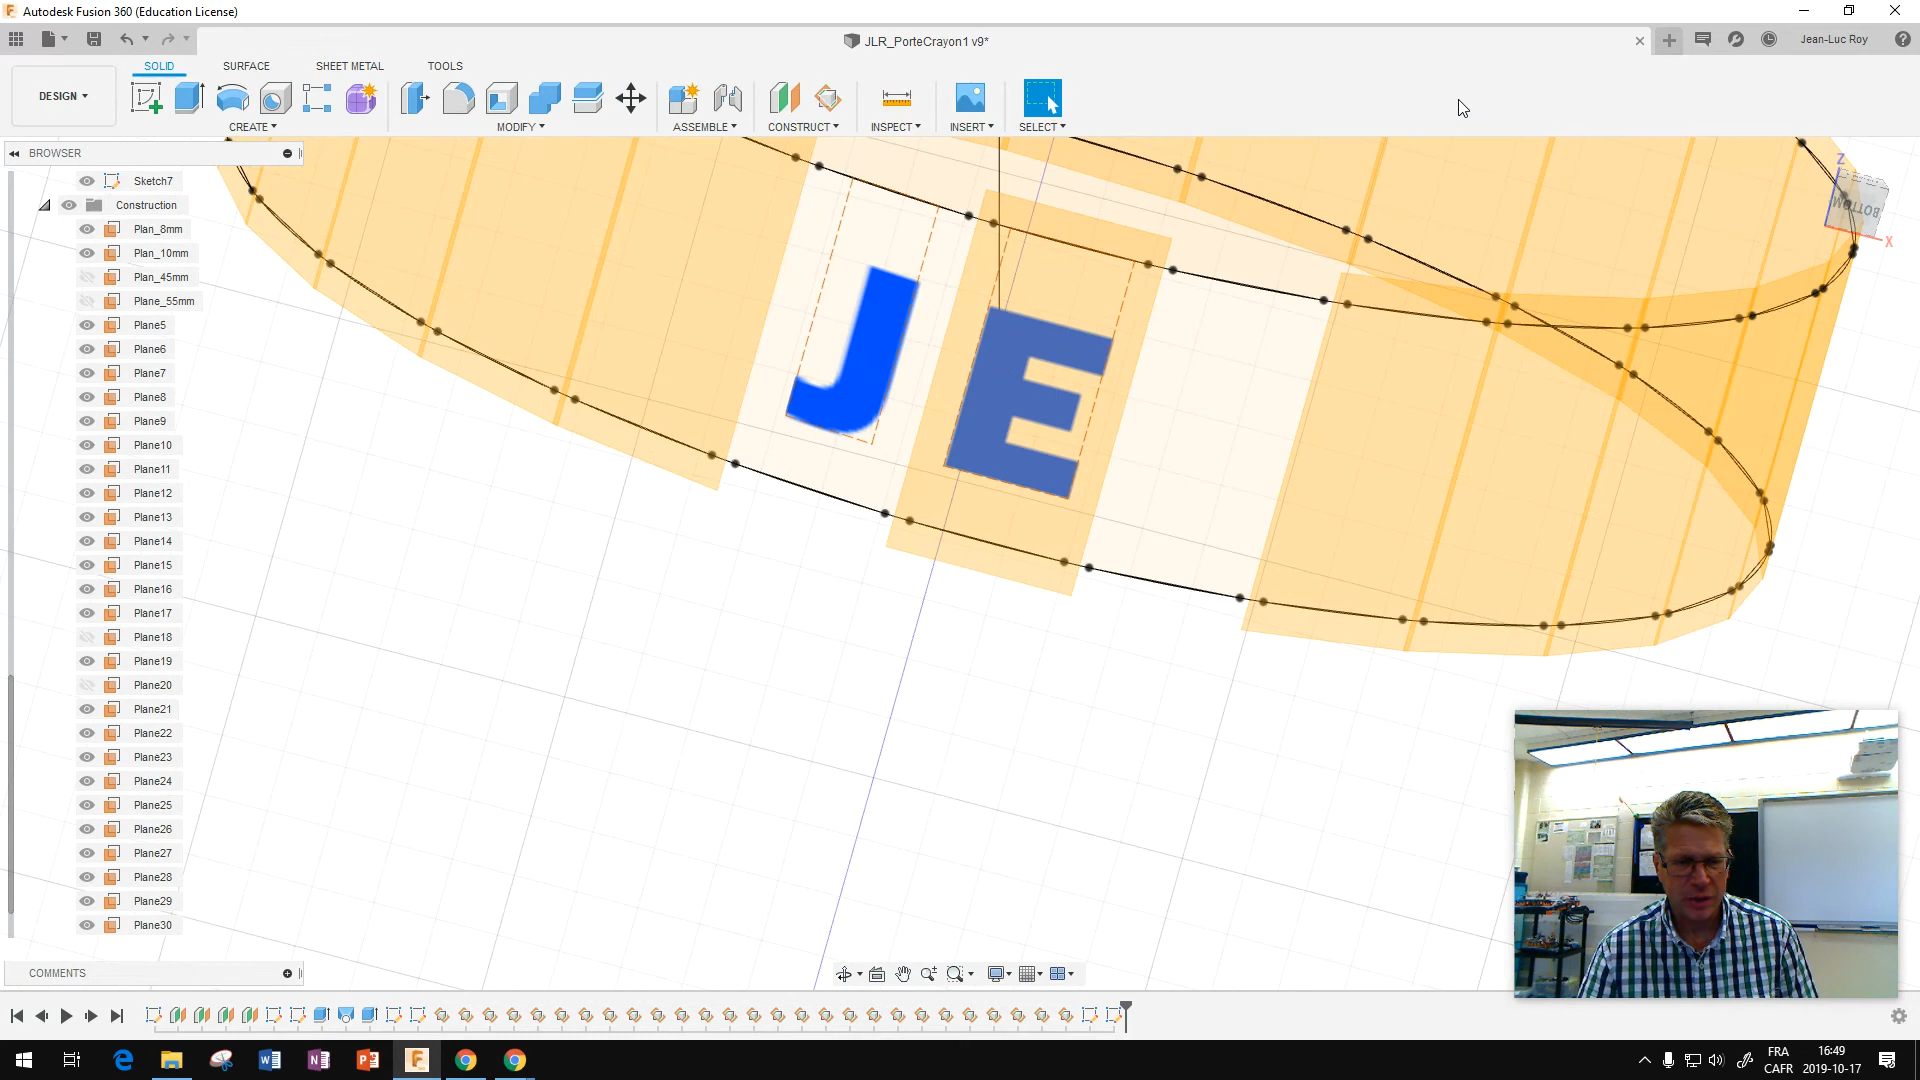 Autodesk Fusion 360 (Education License)
JLR_PorteCrayon1 v9*
Jean-Luc Roy
SOLID
SURFACE
SHEET METAL
TOOLS
DESIGN
CREATE
MODIFY
ASSEMBLE
CONSTRUCT
INSPECT
INSERT
SELECT
BROWSER
Sketch7
Construction
Plan_8mm
Plan_10mm
Plan_45mm
Plane_55mm
Plane5
Plane6
Plane7
Plane8
Plane9
Plane10
Plane11
Plane12
Plane13
Plane14
Plane15
Plane16
Plane17
Plane18
Plane19
Plane20
Plane21
Plane22
Plane23
Plane24
Plane25
Plane26
Plane27
Plane28
Plane29
Plane30
J E
Z
BOTTOM
X
COMMENTS
FRA
CAFR
16:49
2019-10-17